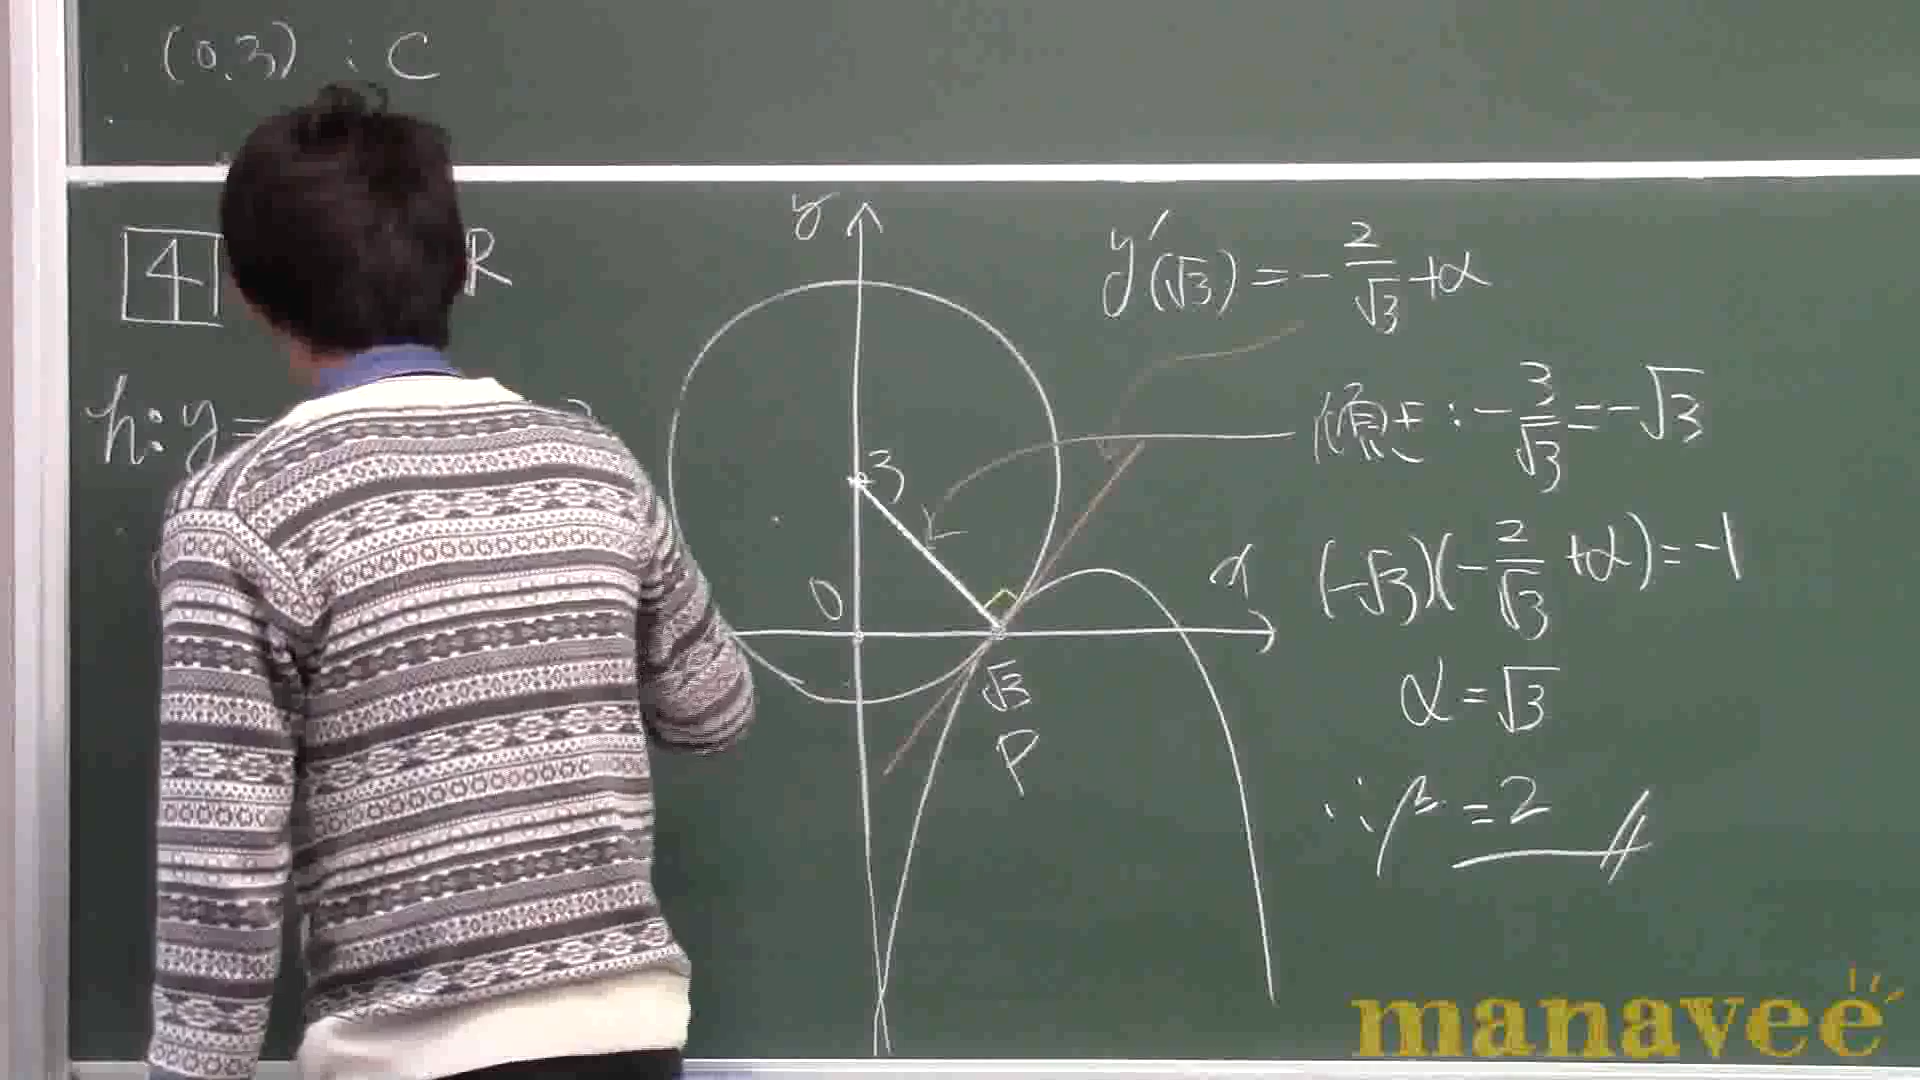 (0,3) : C
4 R
h: y =
y
3
0
x
√3
P
y'(√3) = -2/√3 + α
傾き: -3/√3 = -√3
(-√3)(-2/√3 + α) = -1
α = √3
∴ β = 2
manavee